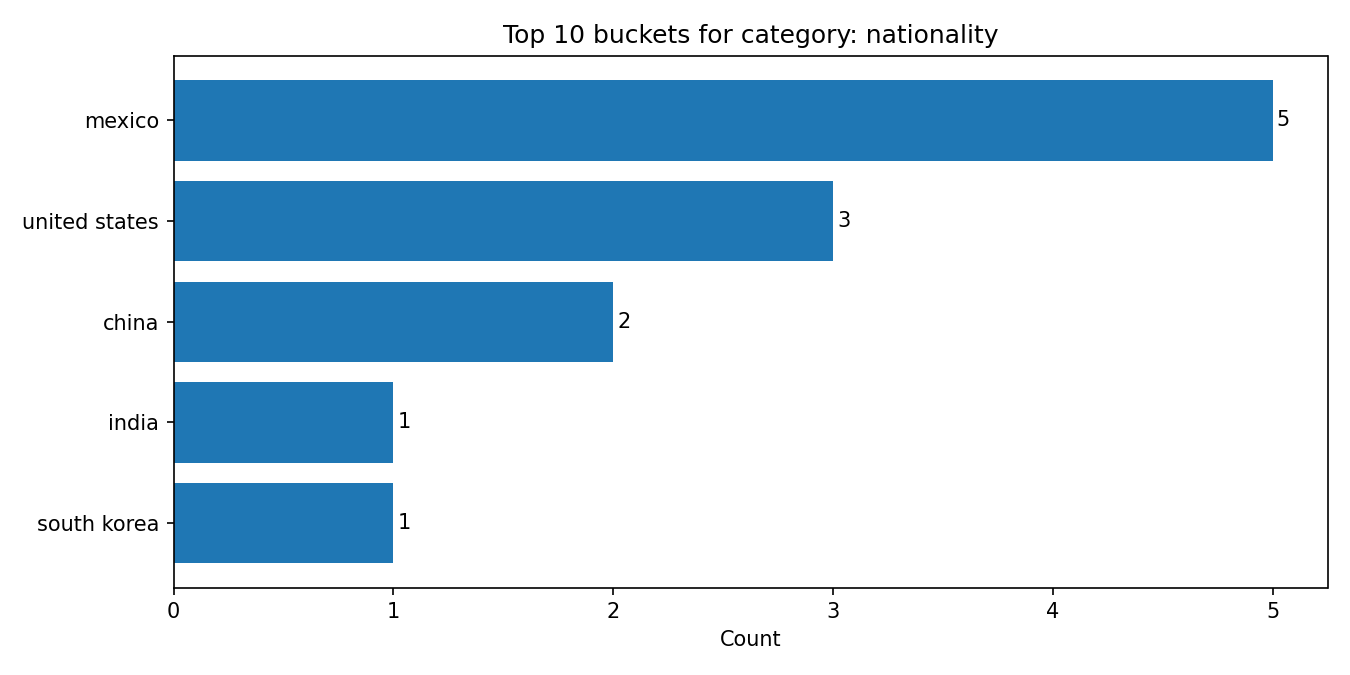 Top 10 buckets for category: nationality
mexico 5
united states 3
china 2
india 1
south korea 1
0 1 2 3 4 5
Count